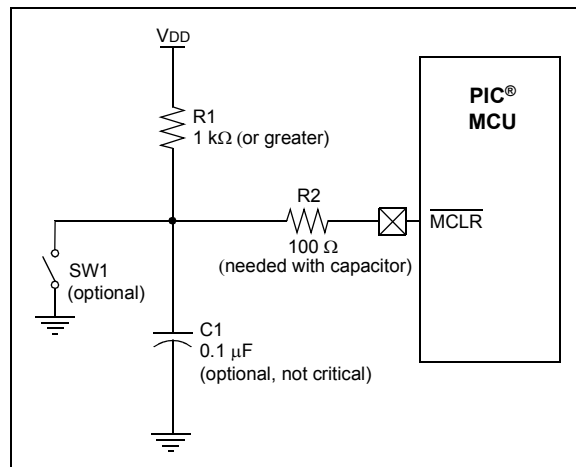 VDD
PIC®
MCU
R1
1 kΩ (or greater)
R2
MCLR
100 Ω
(needed with capacitor)
SW1
(optional)
C1
0.1 µF
(optional, not critical)